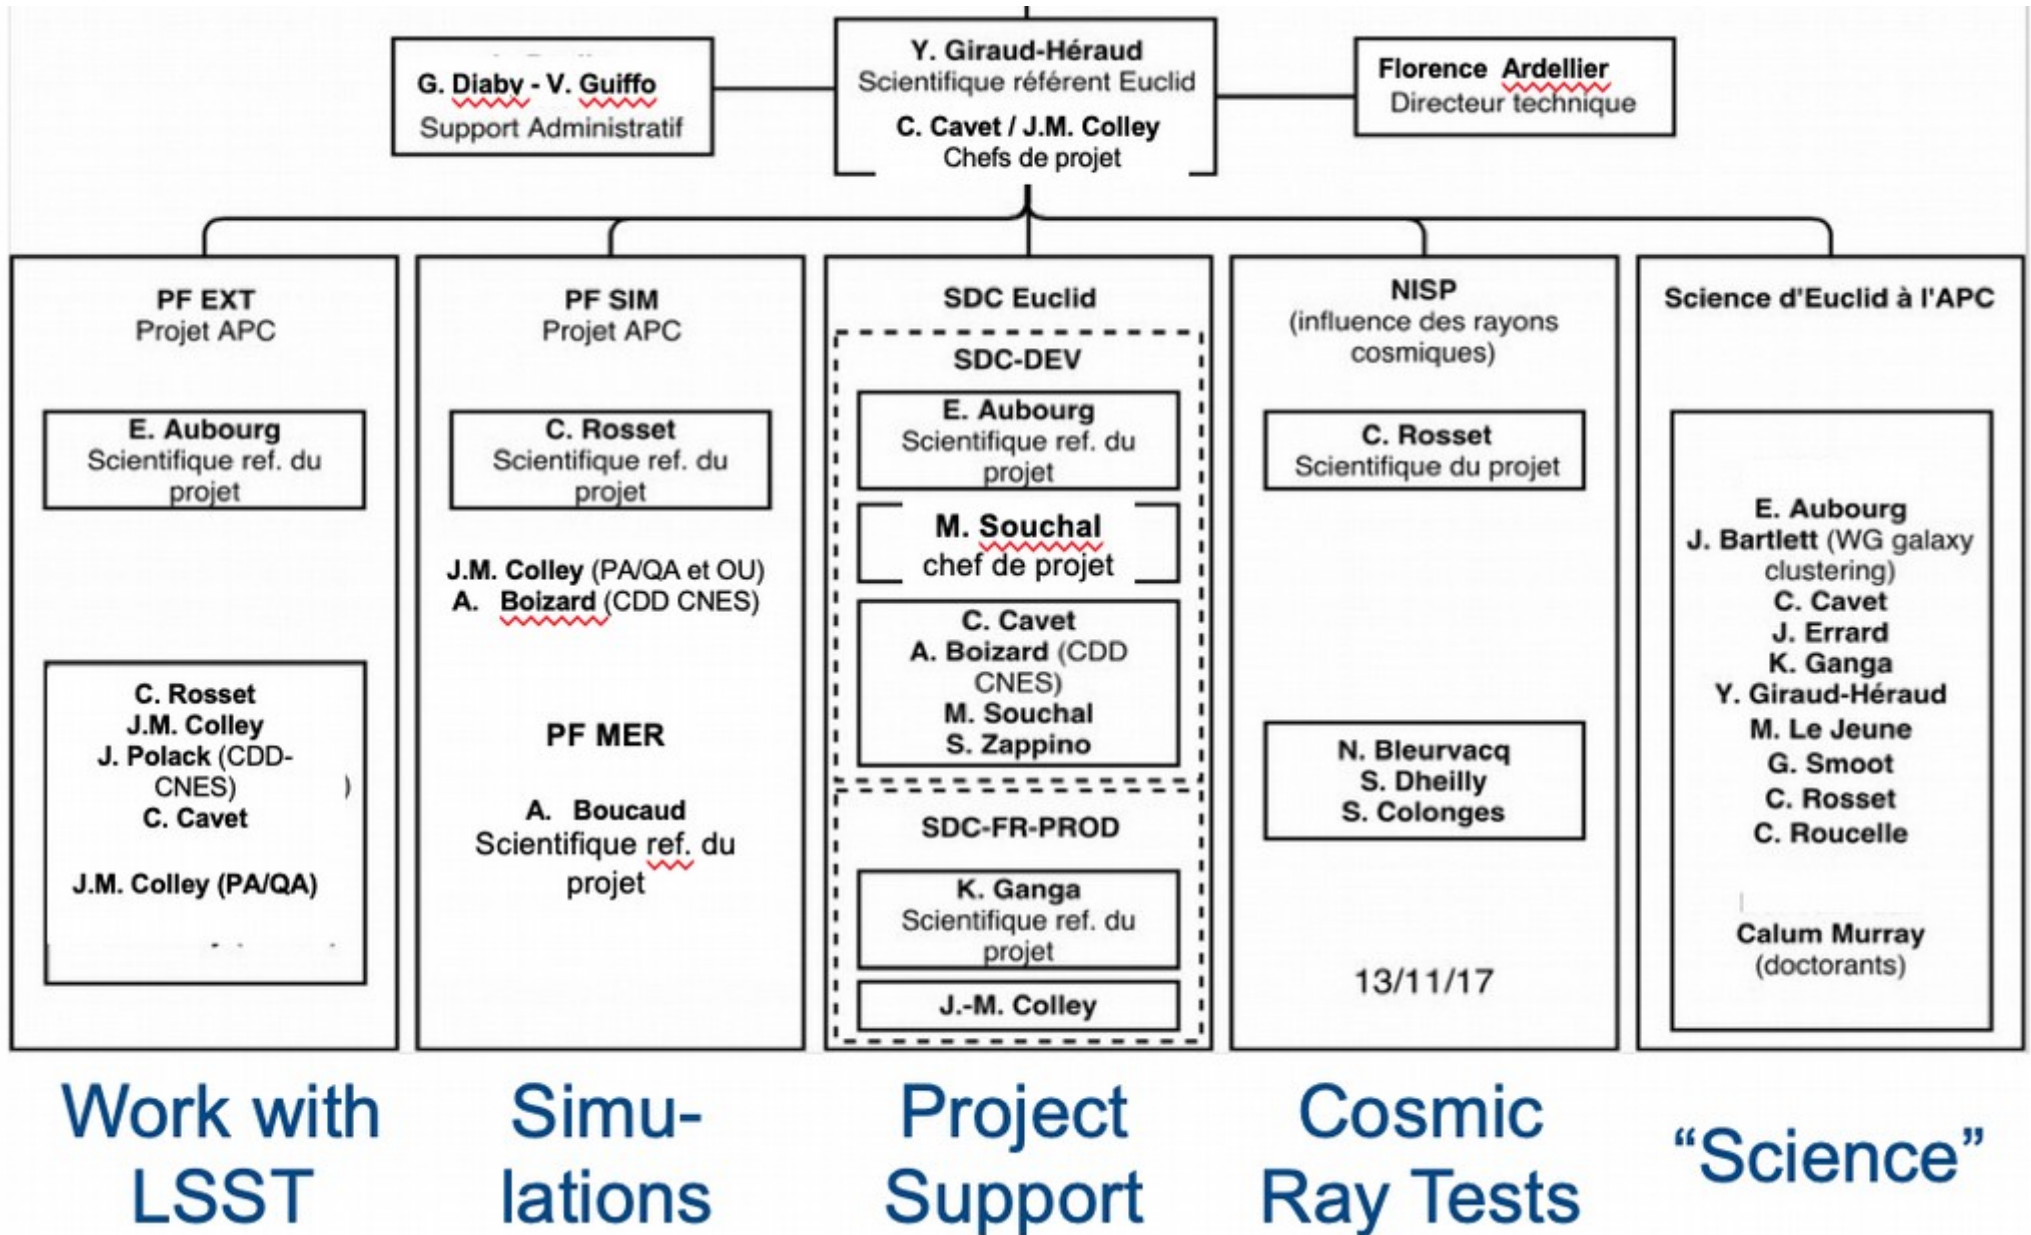 Y. Giraud-Héraud
Scientifique référent Euclid
C. Cavet / J.M. Colley
Chefs de projet
G. Diaby - V. Guiffo
Support Administratif
Florence Ardellier
Directeur technique
PF EXT
Projet APC
E. Aubourg
Scientifique ref. du
projet
C. Rosset
J.M. Colley
J. Polack (CDD-
CNES)
)
C. Cavet
J.M. Colley (PA/QA)
PF SIM
Projet APC
C. Rosset
Scientifique ref. du
projet
J.M. Colley (PA/QA et OU)
A. Boizard (CDD CNES)
PF MER
A. Boucaud
Scientifique ref. du
projet
SDC Euclid
SDC-DEV
E. Aubourg
Scientifique ref. du
projet
M. Souchal
chef de projet
C. Cavet
A. Boizard (CDD
CNES)
M. Souchal
S. Zappino
SDC-FR-PROD
K. Ganga
Scientifique ref. du
projet
J.-M. Colley
NISP
(influence des rayons
cosmiques)
C. Rosset
Scientifique du projet
N. Bleurvacq
S. Dheilly
S. Colonges
13/11/17
Science d'Euclid à l'APC
E. Aubourg
J. Bartlett (WG galaxy
clustering)
C. Cavet
J. Errard
K. Ganga
Y. Giraud-Héraud
M. Le Jeune
G. Smoot
C. Rosset
C. Roucelle
Calum Murray
(doctorants)
Work with
LSST
Simu-
lations
Project
Support
Cosmic
Ray Tests
“Science”